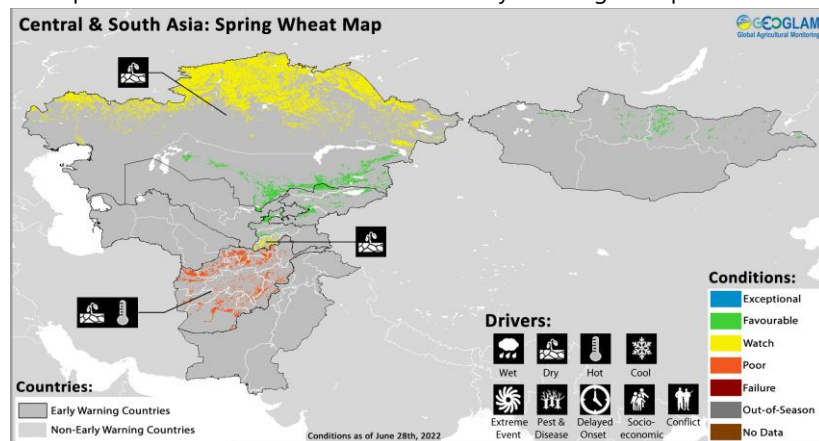 Central & South Asia: Spring Wheat Map
GEOGLAM
Global Agricultural Monitoring
Conditions:
Exceptional
Favourable
Watch
Poor
Failure
Out-of-Season
No Data
Drivers:
Wet
Dry
Hot
Cool
Extreme Event
Pest & Disease
Delayed Onset
Socio-economic
Conflict
Countries:
Early Warning Countries
Non-Early Warning Countries
Conditions as of June 28th, 2022